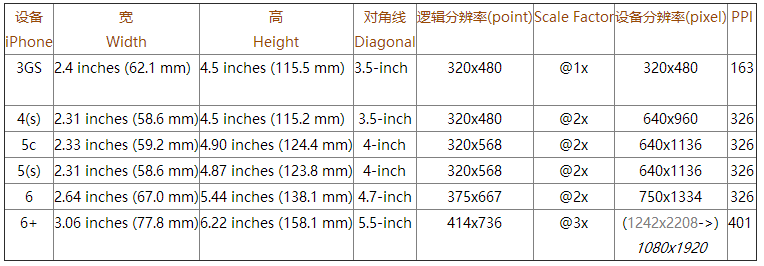 设备 宽 高 对角线 逻辑分辨率(point) Scale Factor 设备分辨率(pixel) PPI
iPhone Width Height Diagonal
3GS 2.4 inches (62.1 mm) 4.5 inches (115.5 mm) 3.5-inch 320x480 @1x 320x480 163
4(s) 2.31 inches (58.6 mm) 4.5 inches (115.2 mm) 3.5-inch 320x480 @2x 640x960 326
5c 2.33 inches (59.2 mm) 4.90 inches (124.4 mm) 4-inch 320x568 @2x 640x1136 326
5(s) 2.31 inches (58.6 mm) 4.87 inches (123.8 mm) 4-inch 320x568 @2x 640x1136 326
6 2.64 inches (67.0 mm) 5.44 inches (138.1 mm) 4.7-inch 375x667 @2x 750x1334 326
6+ 3.06 inches (77.8 mm) 6.22 inches (158.1 mm) 5.5-inch 414x736 @3x (1242x2208->) 401
1080x1920